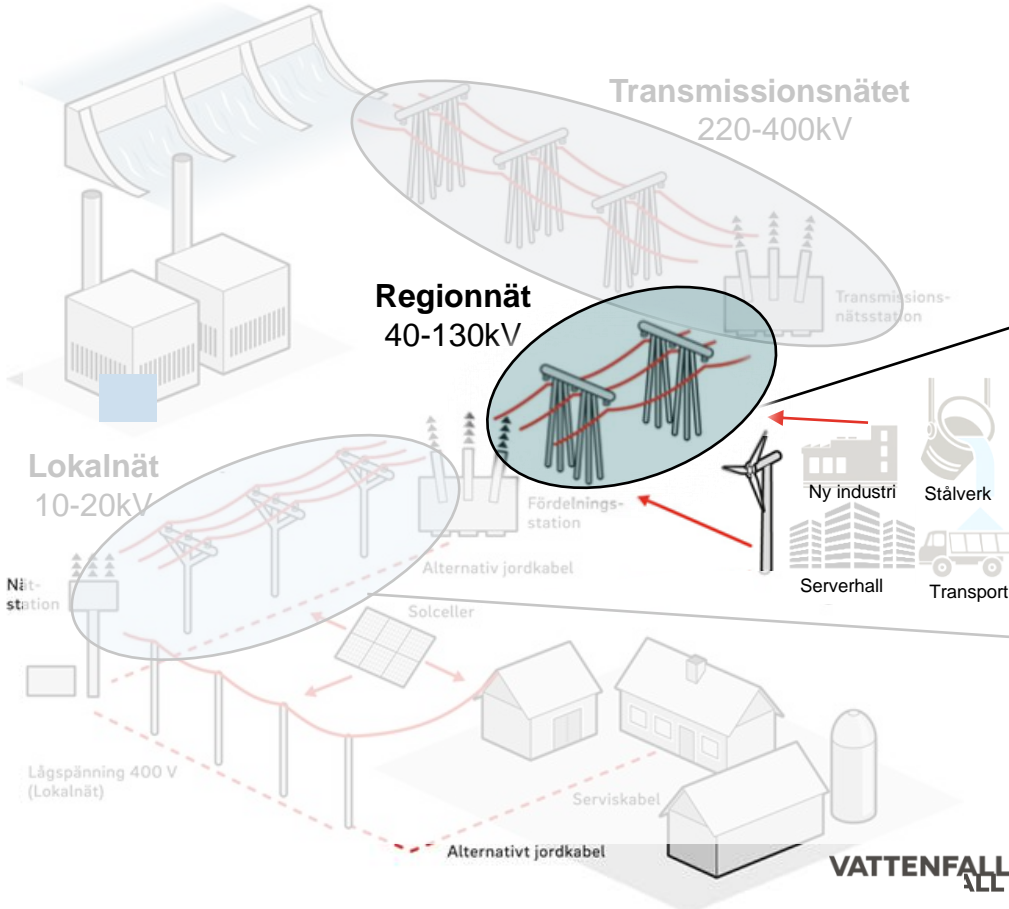 Transmissionsnätet
220-400kV
Regionnät
40-130kV
Transmissions-
nätsstation
Lokalnät
10-20kV
Fördelnings-
station
Ny industri
Stålverk
Alternativ jordkabel
Nät-
station
Serverhall
Transport
Solceller
Lågspänning 400 V
(Lokalnät)
Serviskabel
Alternativt jordkabel
VATTENFALL
ALL